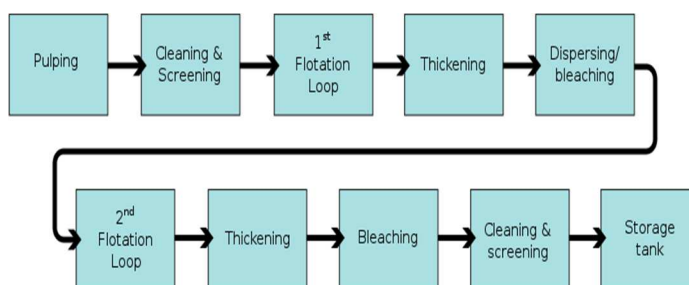 Pulping
Cleaning &
Screening
1st
Flotation
Loop
Thickening
Dispersing/
bleaching
2nd
Flotation
Loop
Thickening
Bleaching
Cleaning &
screening
Storage
tank